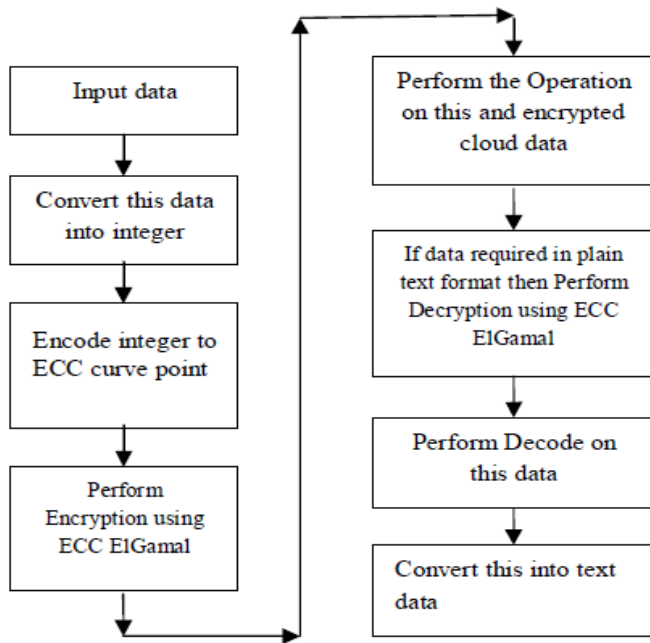 Input data
Convert this data
into integer
Encode integer to
ECC curve point
Perform
Encryption using
ECC ElGamal
Perform the Operation
on this and encrypted
cloud data
If data required in plain
text format then Perform
Decryption using ECC
ElGamal
Perform Decode on
this data
Convert this into text
data